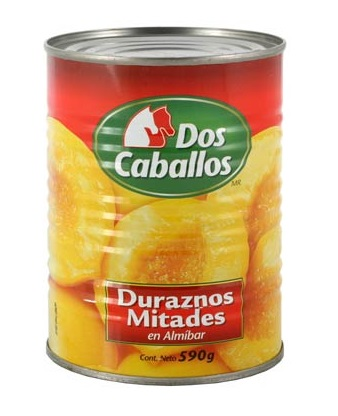 Dos
Caballos
MR
Duraznos
Mitades
en Almíbar
Cont. Neto 590g